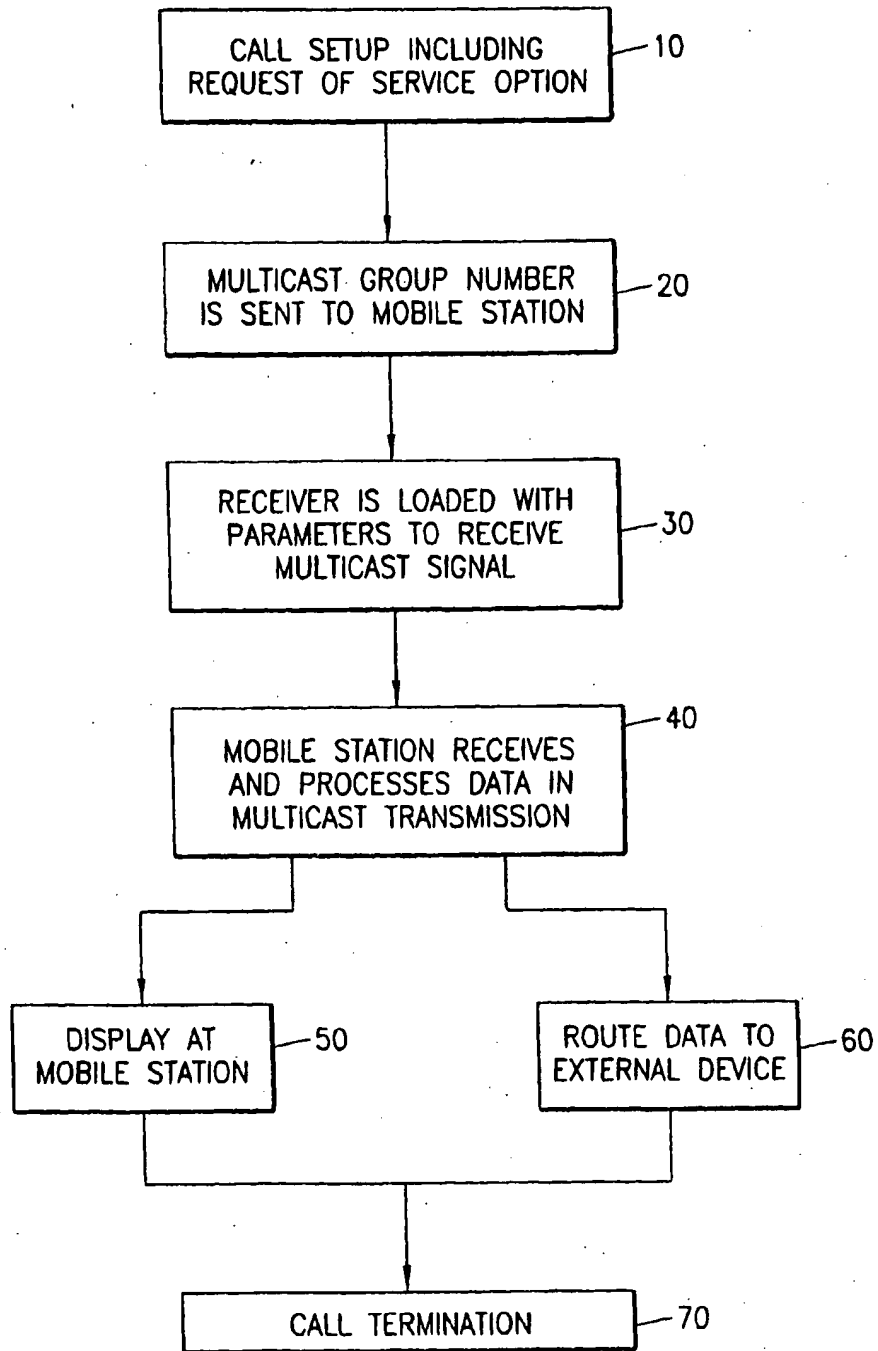 CALL SETUP INCLUDING
REQUEST OF SERVICE OPTION
10
MULTICAST GROUP NUMBER
IS SENT TO MOBILE STATION
20
RECEIVER IS LOADED WITH
PARAMETERS TO RECEIVE
MULTICAST SIGNAL
30
40
MOBILE STATION RECEIVES
AND PROCESSES DATA IN
MULTICAST TRANSMISSION
DISPLAY AT
MOBILE STATION
50
ROUTE DATA TO
EXTERNAL DEVICE
60
CALL TERMINATION
70